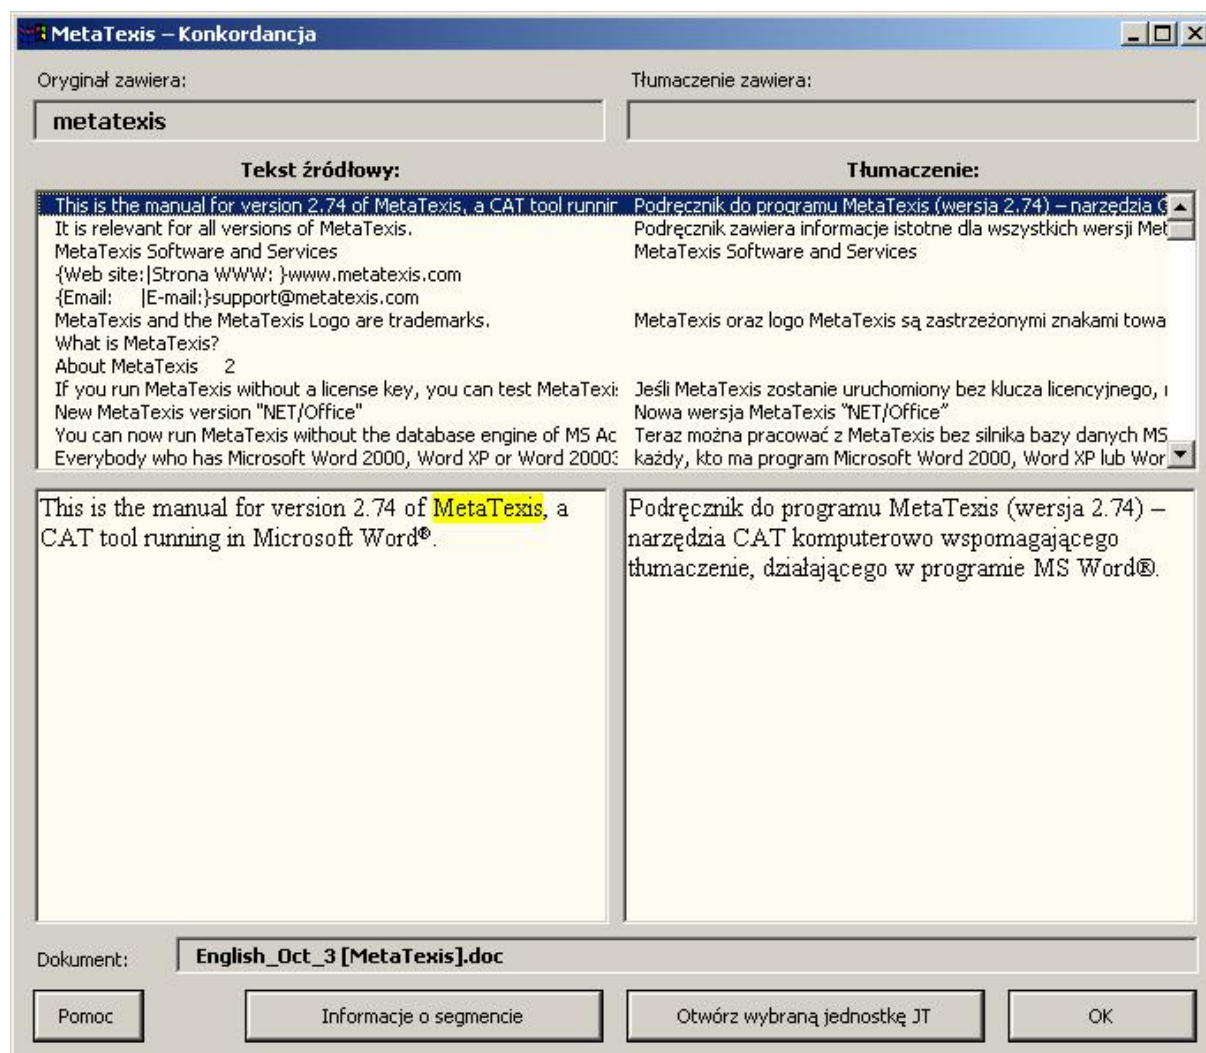 MetaTexis – Konkordancja
Oryginał zawiera:
Tłumaczenie zawiera:
metatexis
Tekst źródłowy:
Tłumaczenie:
This is the manual for version 2.74 of MetaTexis, a CAT tool runnin
Podręcznik do programu MetaTexis (wersja 2.74) – narzędzia C
It is relevant for all versions of MetaTexis.
Podręcznik zawiera informacje istotne dla wszystkich wersji Met
MetaTexis Software and Services
MetaTexis Software and Services
{Web site:|Strona WWW: }www.metatexis.com
{Email: |E-mail:}support@metatexis.com
MetaTexis and the MetaTexis Logo are trademarks.
MetaTexis oraz logo MetaTexis są zastrzeżonymi znakami towa
What is MetaTexis?
About MetaTexis 2
If you run MetaTexis without a license key, you can test MetaTexis
Jeśli MetaTexis zostanie uruchomiony bez klucza licencyjnego,
New MetaTexis version "NET/Office"
Nowa wersja MetaTexis "NET/Office"
You can now run MetaTexis without the database engine of MS Ac
Teraz można pracować z MetaTexis bez silnika bazy danych MS
Everybody who has Microsoft Word 2000, Word XP or Word 20003
każdy, kto ma program Microsoft Word 2000, Word XP lub Wor
This is the manual for version 2.74 of MetaTexis, a
CAT tool running in Microsoft Word®.
Podręcznik do programu MetaTexis (wersja 2.74) –
narzędzia CAT komputerowo wspomagającego
tłumaczenie, działającego w programie MS Word®.
Dokument:
English_Oct_3 [MetaTexis].doc
Pomoc
Informacje o segmencie
Otwórz wybraną jednostkę JT
OK